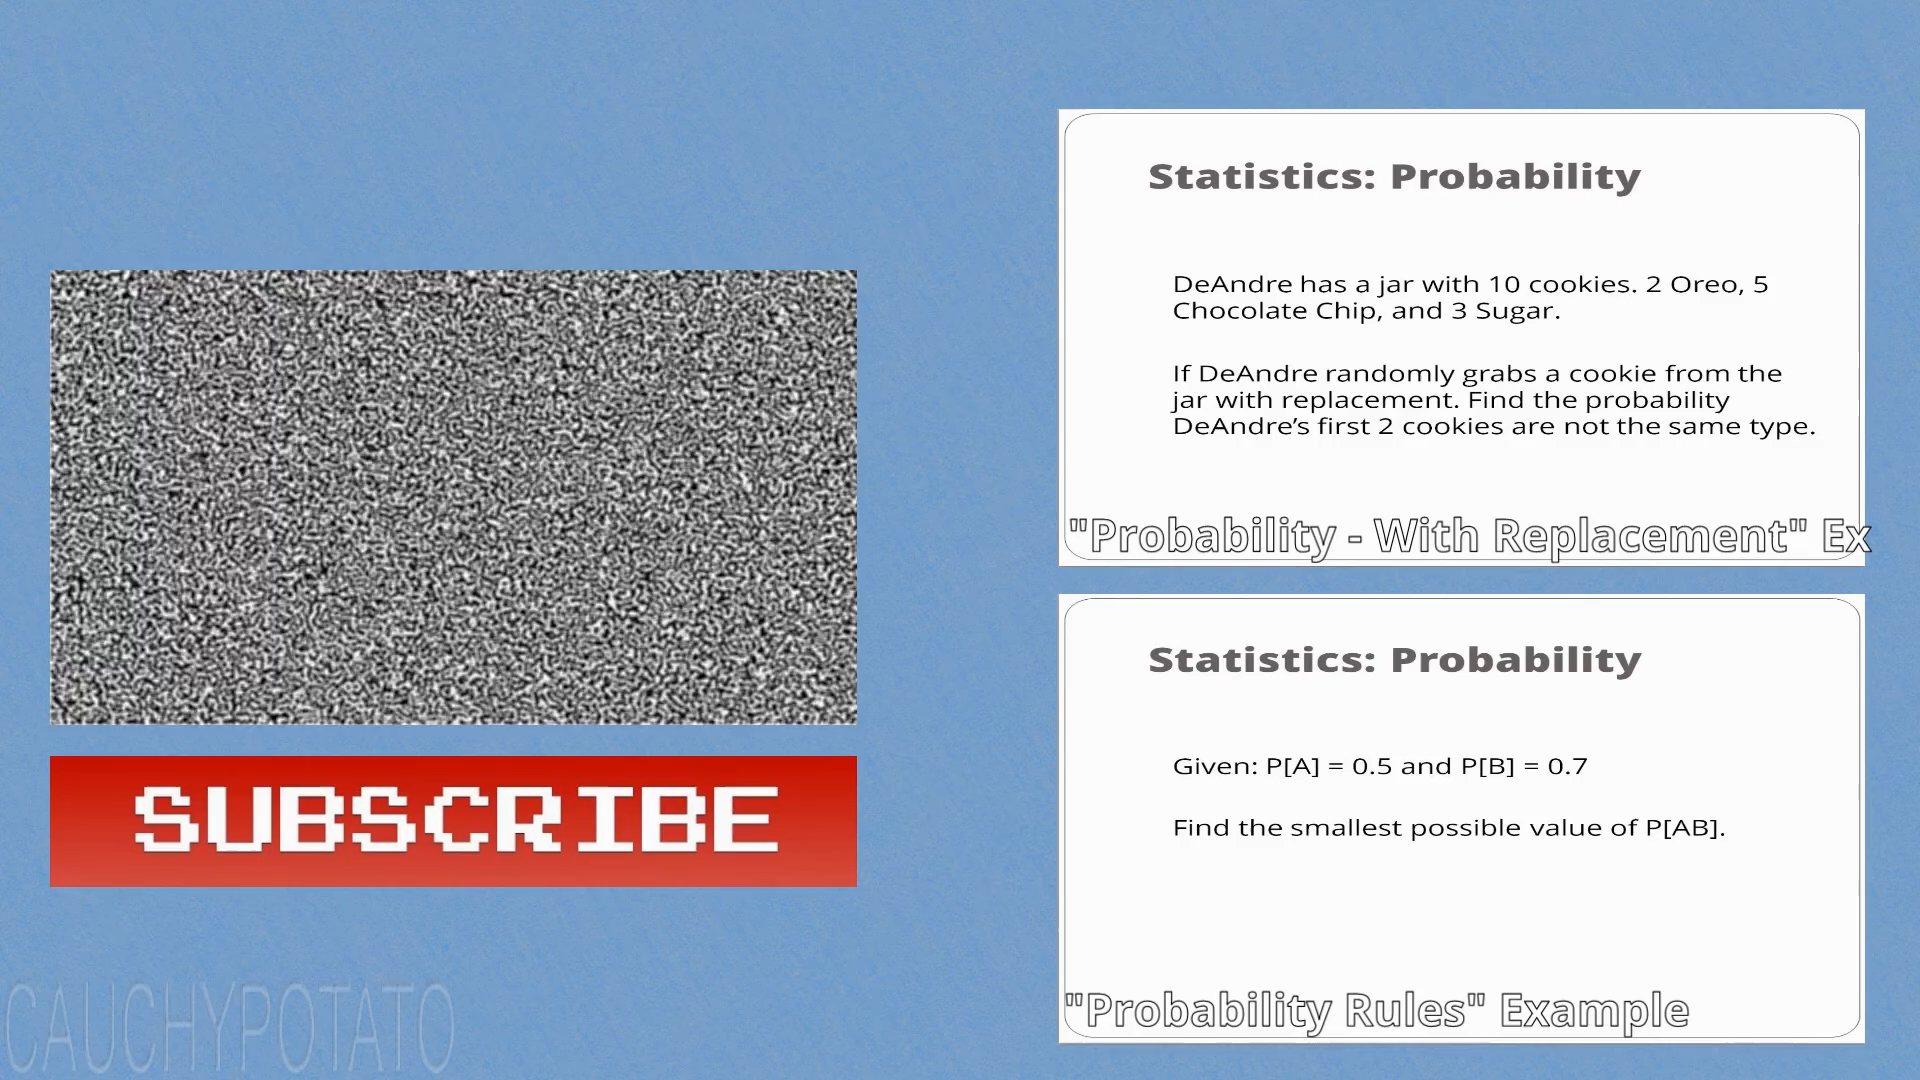 Statistics: Probability
DeAndre has a jar with 10 cookies. 2 Oreo, 5
Chocolate Chip, and 3 Sugar.
If DeAndre randomly grabs a cookie from the
jar with replacement. Find the probability
DeAndre’s first 2 cookies are not the same type.
"Probability - With Replacement" Ex
Statistics: Probability
Given: P[A] = 0.5 and P[B] = 0.7
Find the smallest possible value of P[AB].
"Probability Rules" Example
SUBSCRIBE
CAUCHYPOTATO